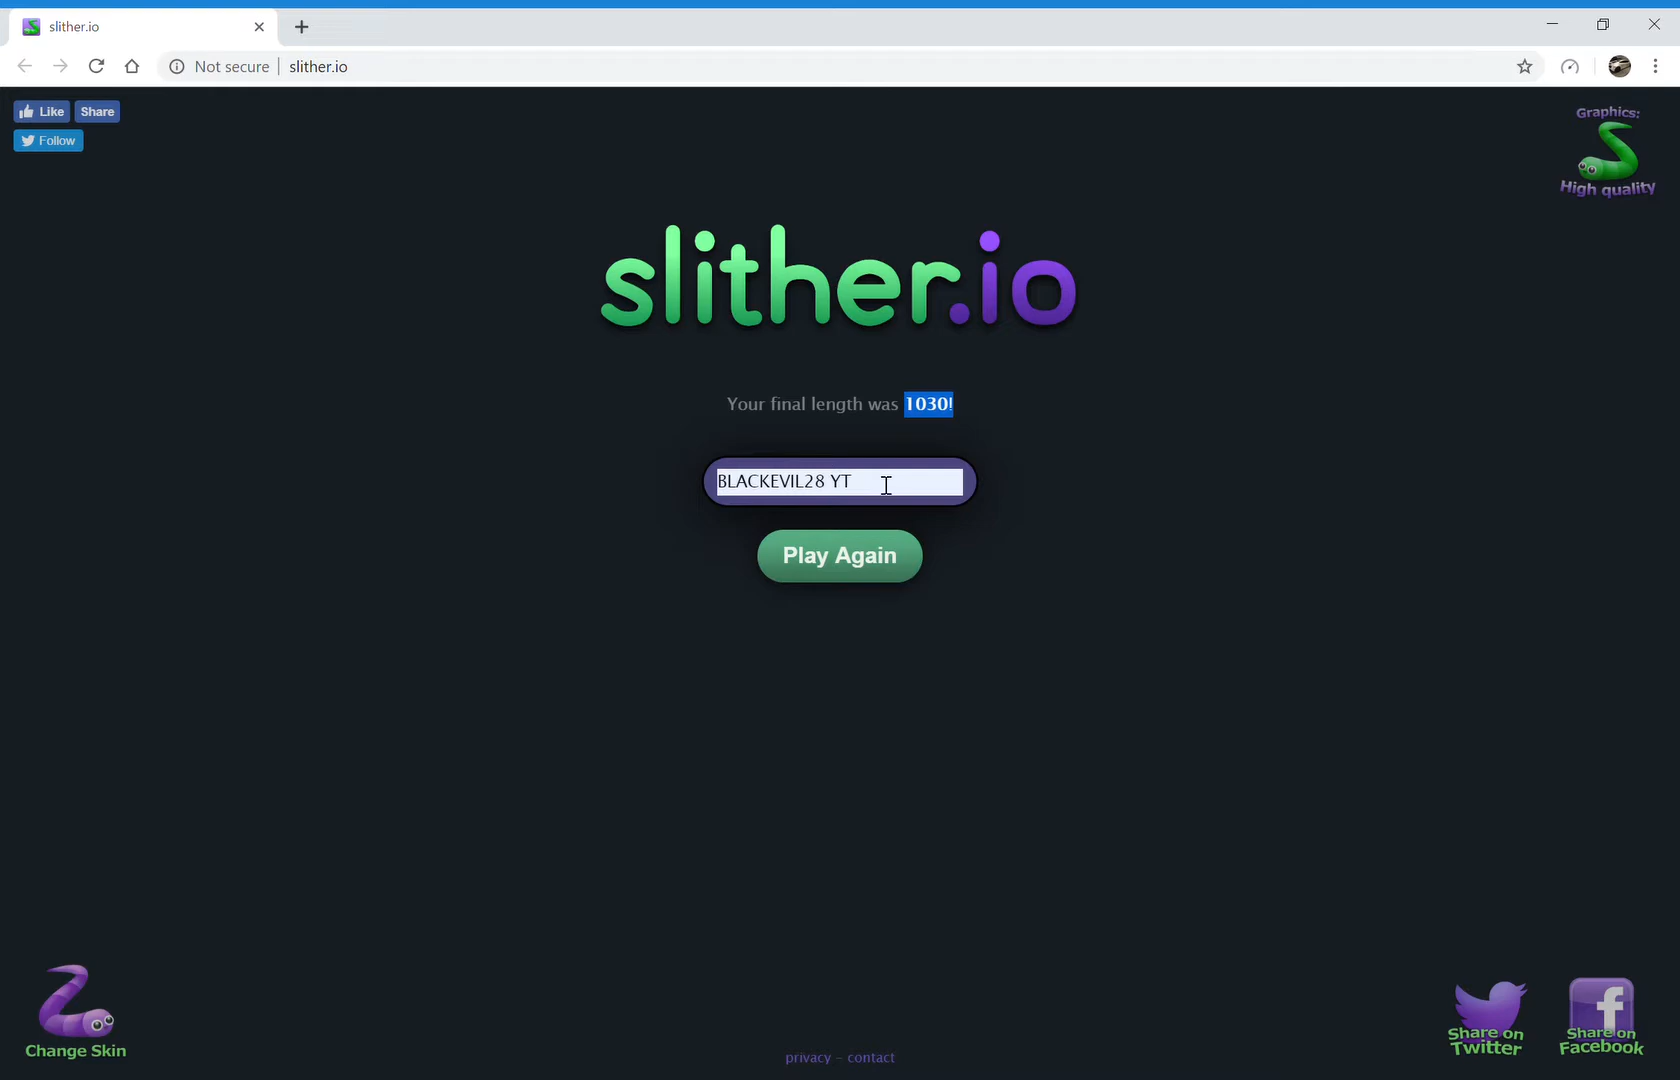 slither.io
Not secure | slither.io
Like Share
Follow
Graphics:
High quality
slither.io
Your final length was 1030!
BLACKEVIL28 YT
Play Again
Change Skin
privacy - contact
Share on
Twitter
Share on
Facebook